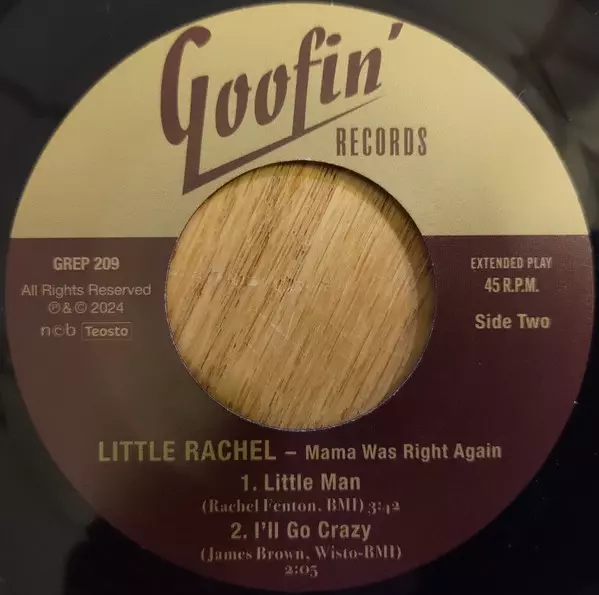 Goofin'
RECORDS
GREP 209
All Rights Reserved
℗ & © 2024
ncb Teosto
EXTENDED PLAY
45 R.P.M.
Side Two
LITTLE RACHEL – Mama Was Right Again
1. Little Man
(Rachel Fenton, BMI) 3:42
2. I'll Go Crazy
(James Brown, Wisto-BMI)
2:05